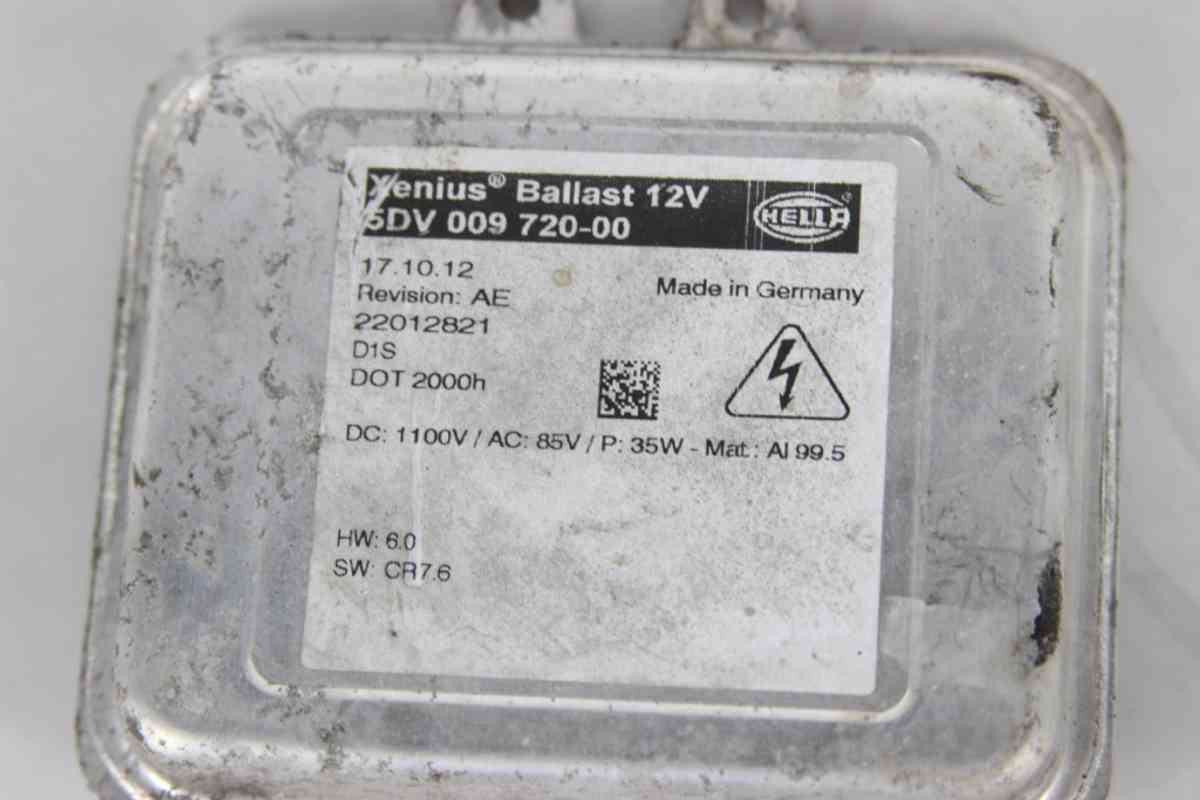 Xenius® Ballast 12V
5DV 009 720-00
HELLA®
17.10.12
Made in Germany
Revision: AE
22012821
D1S
DOT 2000h
DC: 1100V / AC: 85V / P: 35W - Mat.: Al 99.5
HW: 6.0
SW: CR7.6